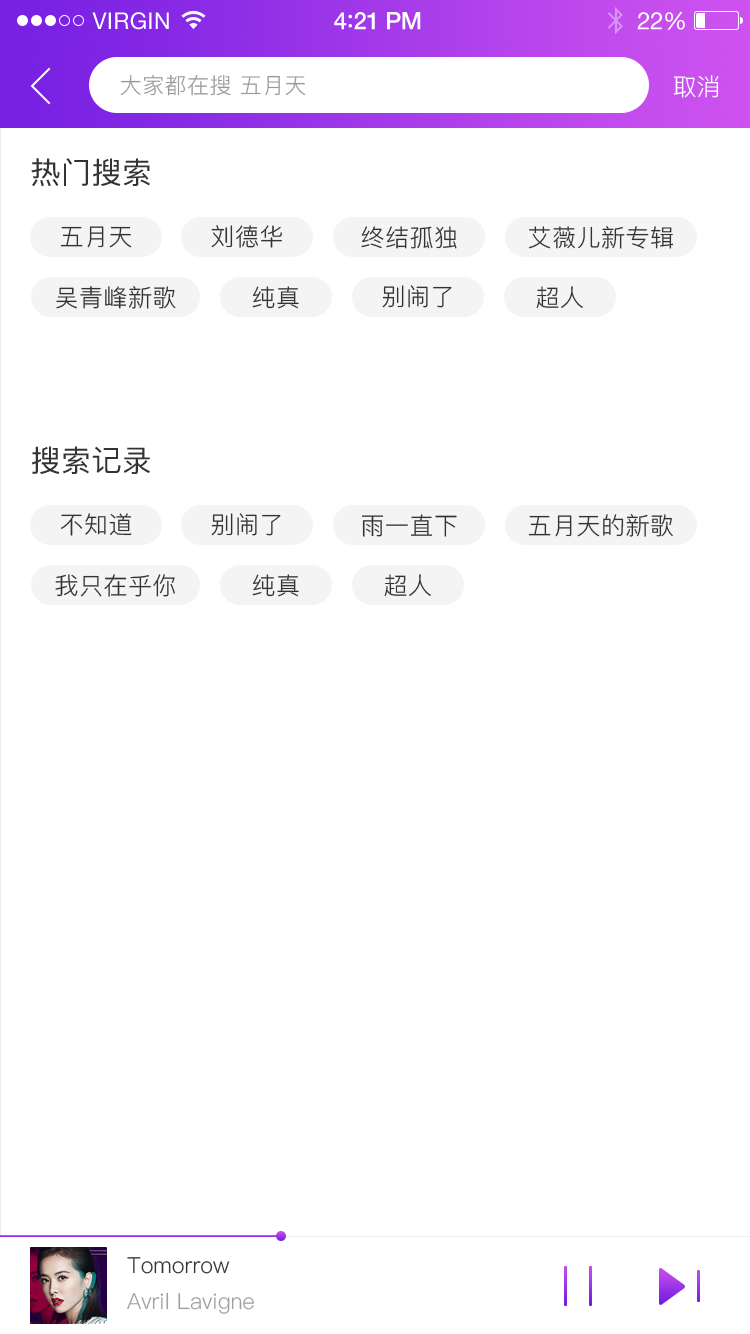 VIRGIN 4:21 PM 22%
大家都在搜 五月天 取消
热门搜索
五月天 刘德华 终结孤独 艾薇儿新专辑
吴青峰新歌 纯真 别闹了 超人
搜索记录
不知道 别闹了 雨一直下 五月天的新歌
我只在乎你 纯真 超人
Tomorrow
Avril Lavigne